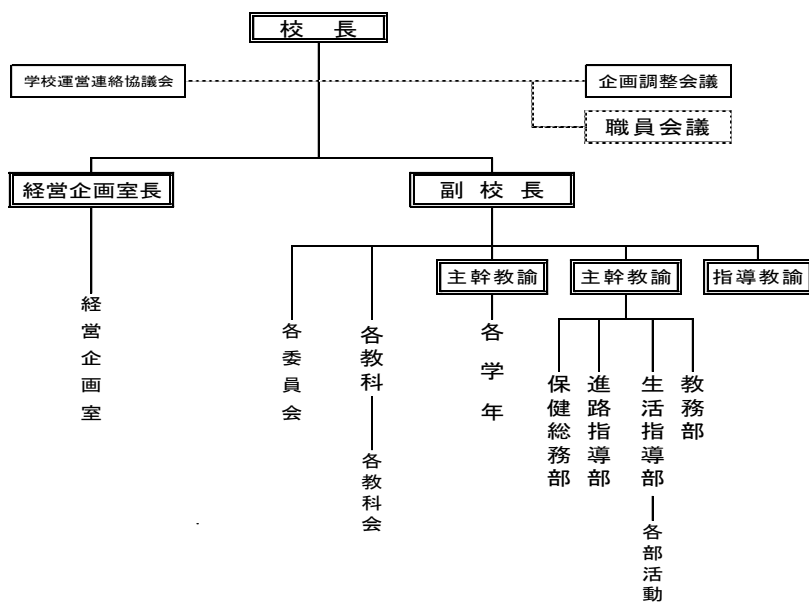 校長
学校運営連絡協議会
企画調整会議
職員会議
経営企画室長
副校長
主幹教諭
主幹教諭
指導教諭
経営企画室
各委員会
各教科
各教科会
各学年
保健総務部
進路指導部
生活指導部
各部活動
教務部